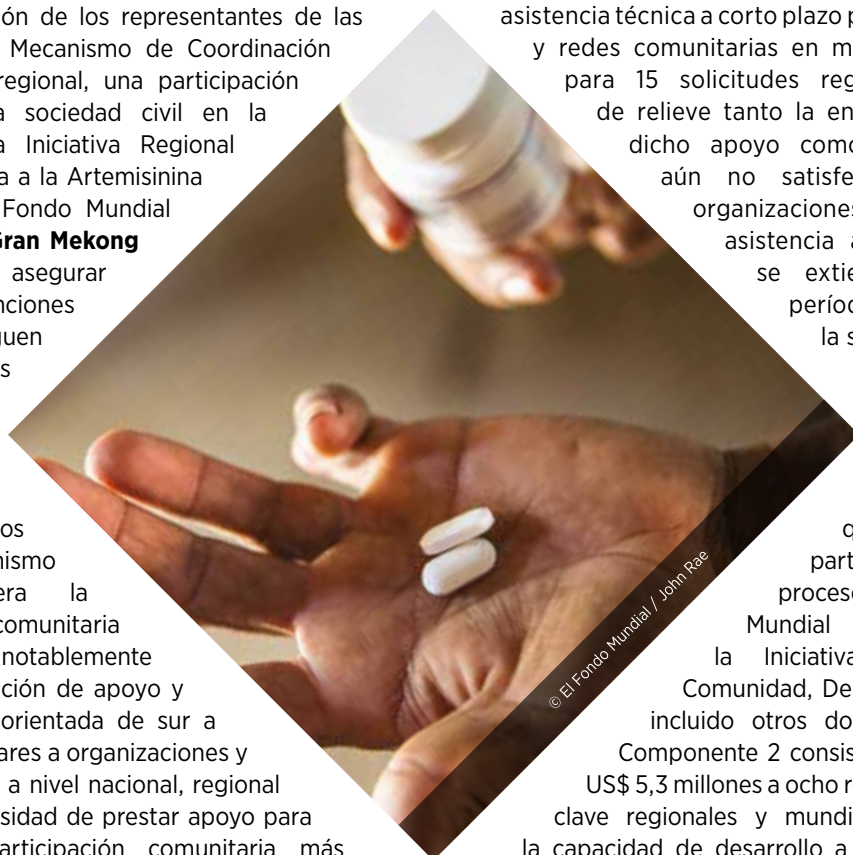 ón de los representantes de las
Mecanismo de Coordinación
regional, una participación
a sociedad civil en la
a Iniciativa Regional
a a la Artemisinina
Fondo Mundial
Gran Mekong
asegurar
nciones
guen
s
os
nismo
era la
comunitaria
notablemente
ción de apoyo y
orientada de sur a
ares a organizaciones y
a nivel nacional, regional
sidad de prestar apoyo para
articipación comunitaria más
asistencia técnica a corto plazo p
y redes comunitarias en m
para 15 solicitudes reg
de relieve tanto la en
dicho apoyo como
aún no satisfe
organizaciones
asistencia a
se extie
períod
la s
q
part
proceso
Mundial
la Iniciativa
Comunidad, De
incluido otros do
Componente 2 consis
US$ 5,3 millones a ocho r
clave regionales y mundi
la capacidad de desarrollo a
© El Fondo Mundial / John Rae